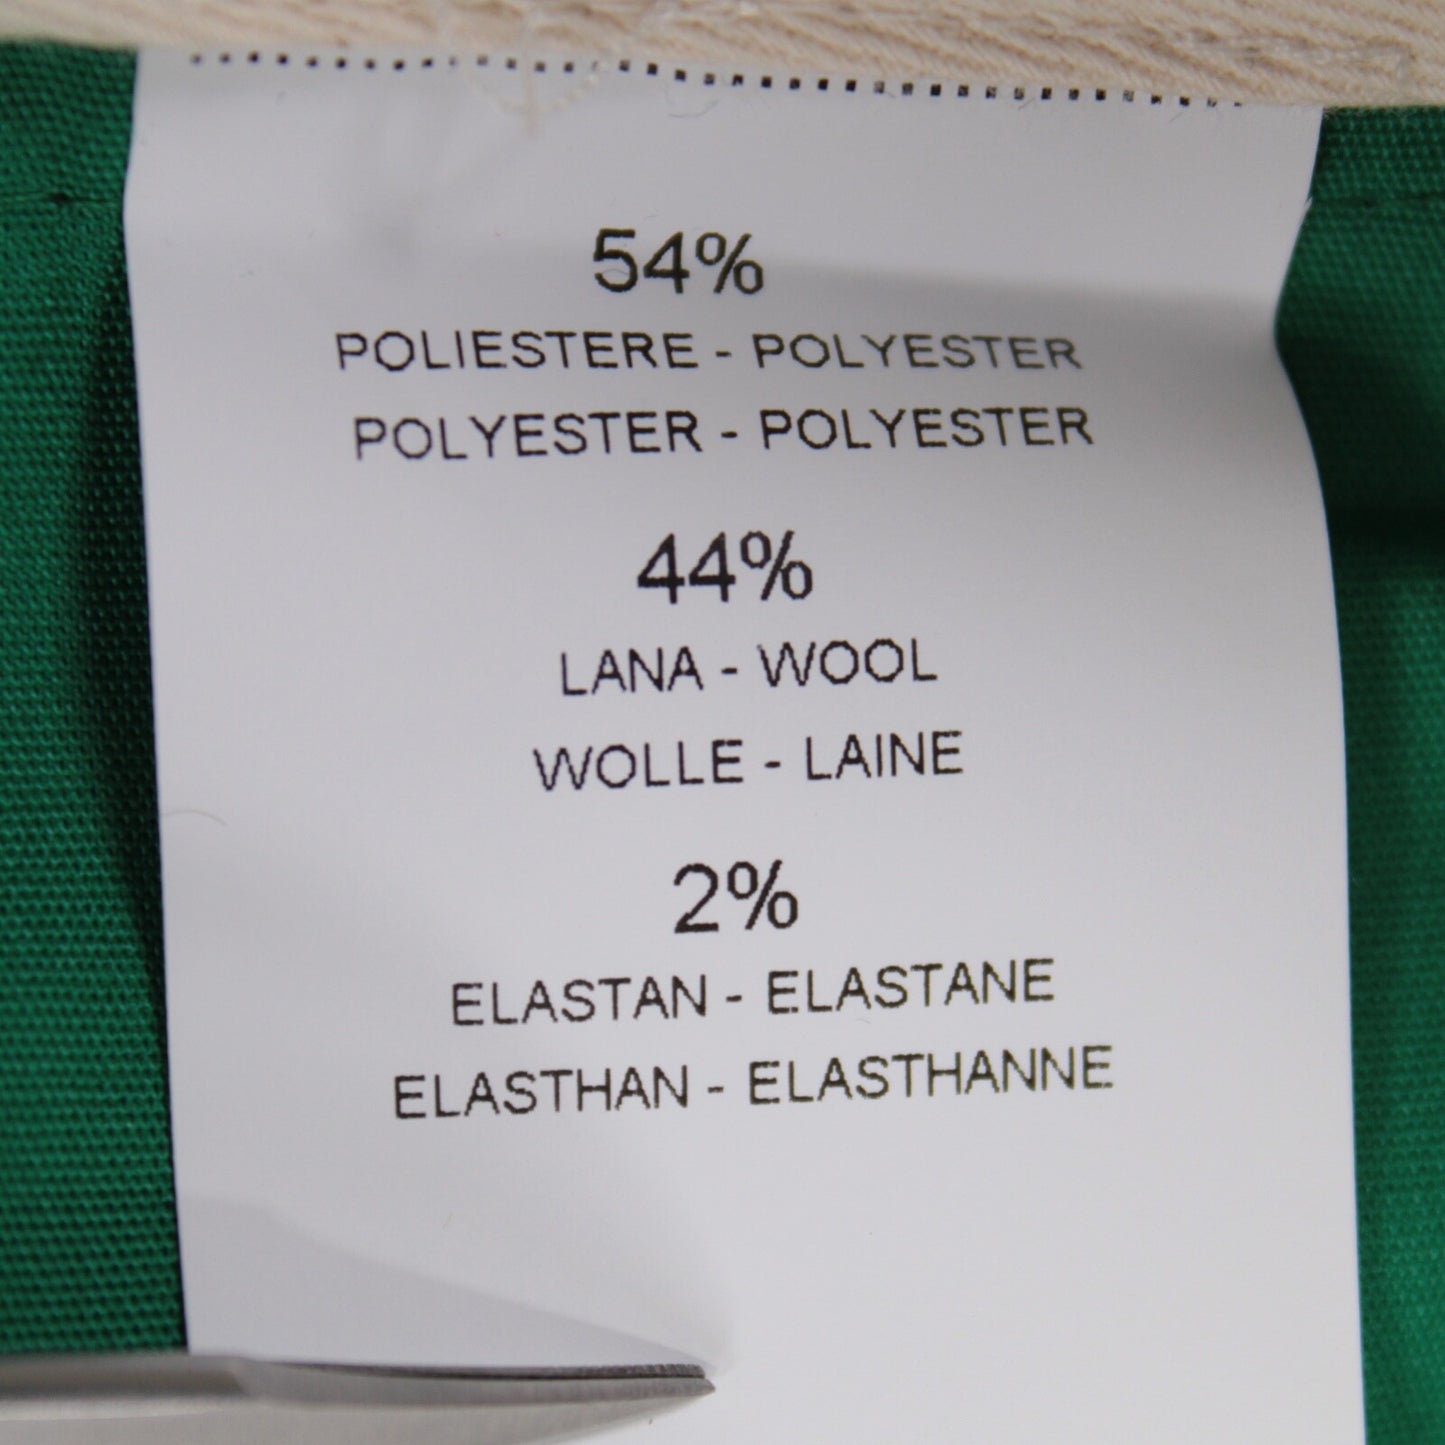 54%
POLIESTERE - POLYESTER
POLYESTER - POLYESTER
44%
LANA - WOOL
WOLLE - LAINE
2%
ELASTAN - ELASTANE
ELASTHAN - ELASTHANNE